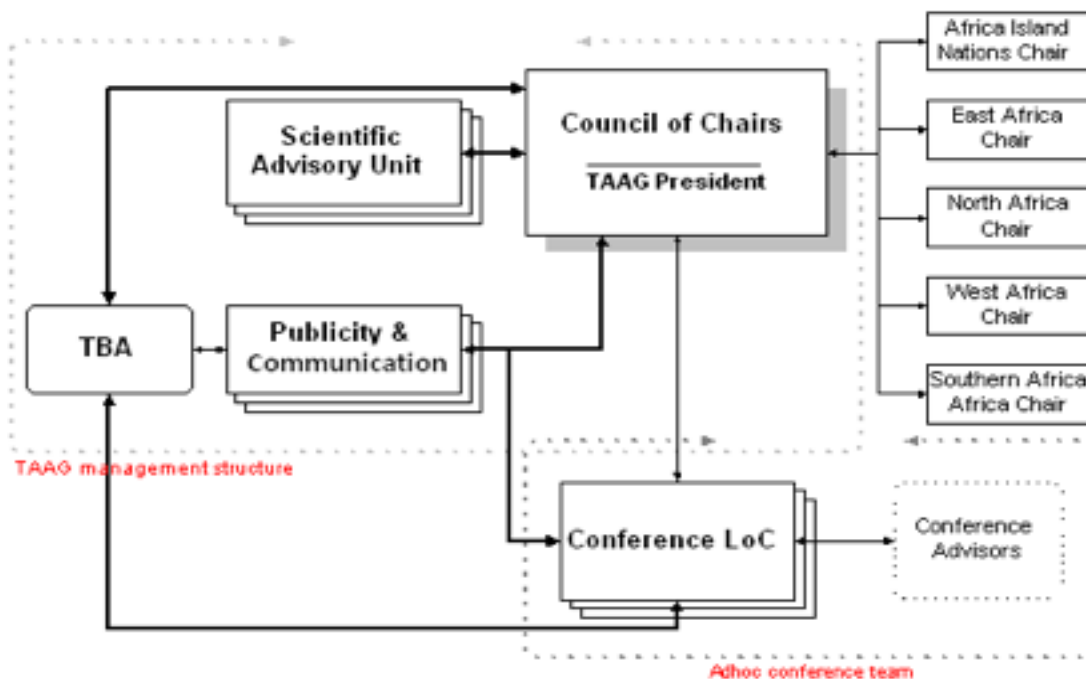 Africa Island
Nations Chair
Scientific
Advisory Unit
Council of Chairs
TAAG President
East Africa
Chair
North Africa
Chair
TBA
Publicity &
Communication
West Africa
Chair
Southern Africa
Africa Chair
TAAG management structure
Conference LoC
Conference
Advisors
Adhoc conference team